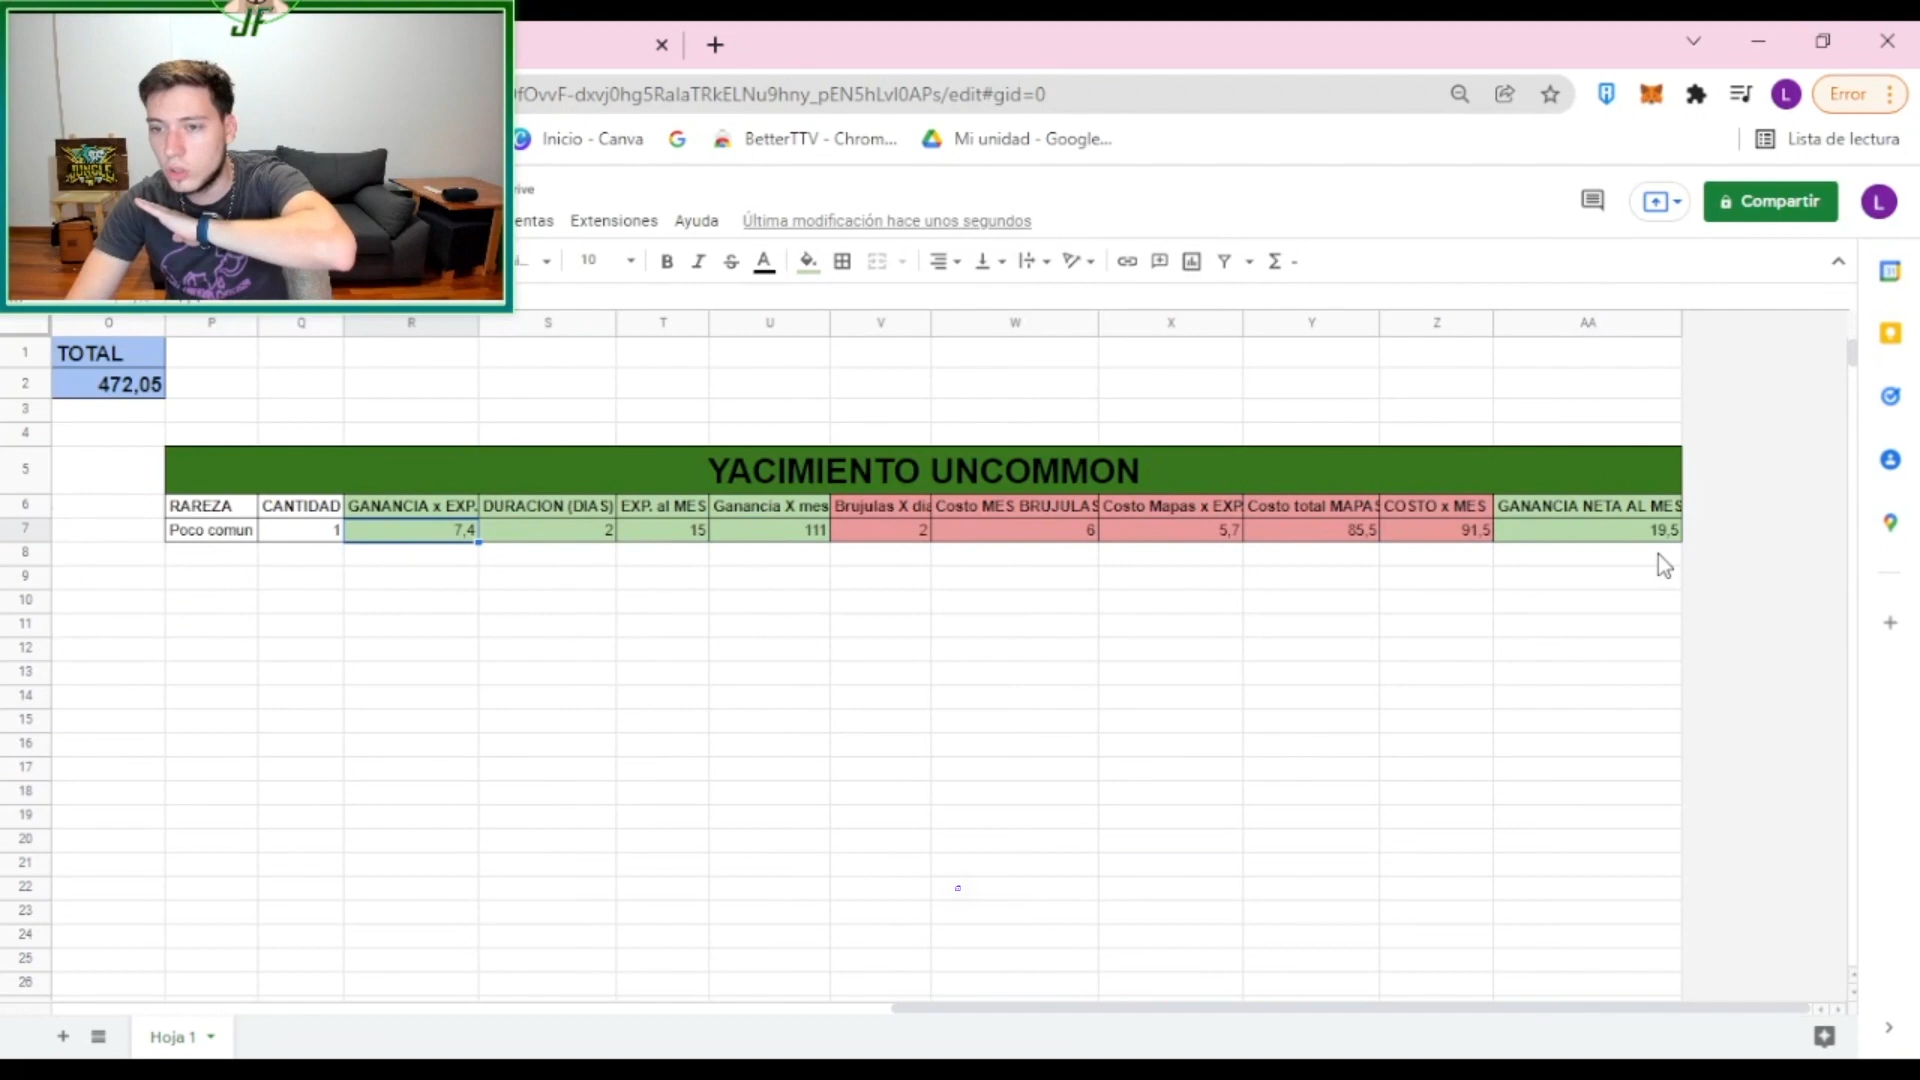 JF
JUNGLE
fOvvF-dxvj0hg5RalaTRkELNu9hny_pEN5hLvI0APs/edit#gid=0
L
Error
Inicio - Canva
BetterTTV - Chrom...
Mi unidad - Google...
Lista de lectura
rive
entas Extensiones Ayuda Última modificación hace unos segundos
Compartir
L
10
B I S A
O P Q R S T U V W X Y Z AA
1 TOTAL
2 472,05
3
4
5 YACIMIENTO UNCOMMON
6 RAREZA CANTIDAD GANANCIA x EXP. DURACION (DIAS) EXP. al MES Ganancia X mes Brujulas X dia Costo MES BRUJULAS Costo Mapas x EXP Costo total MAPAS COSTO x MES GANANCIA NETA AL MES
7 Poco comun 1 7,4 2 15 111 2 6 5,7 85,5 91,5 19,5
8
9
10
11
12
13
14
15
16
17
18
19
20
21
22
23
24
25
26
Hoja 1